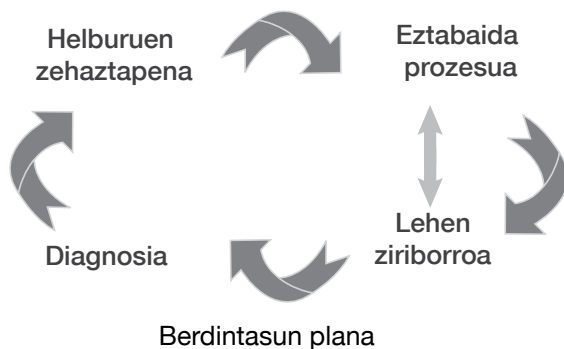 Helburuen
zehaztapena
Eztabaida
prozesua
Diagnosia
Lehen
ziriborroa
Berdintasun plana